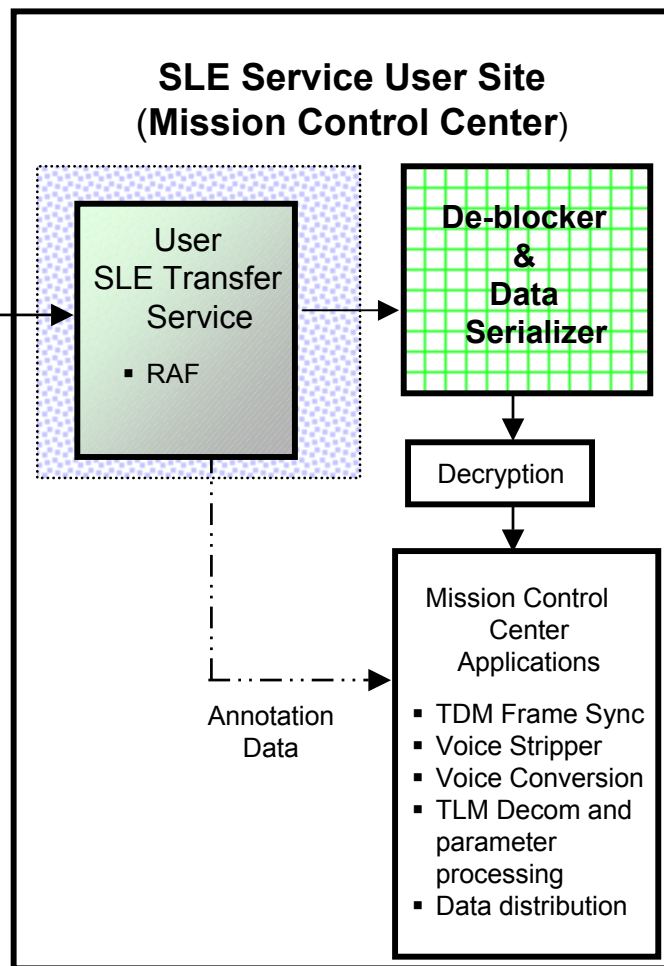 SLE Service User Site
(Mission Control Center)
User
SLE Transfer
Service
▪ RAF
De-blocker
&
Data
Serializer
Decryption
Mission Control
Center
Applications
▪ TDM Frame Sync
▪ Voice Stripper
▪ Voice Conversion
▪ TLM Decom and
parameter
processing
▪ Data distribution
Annotation
Data